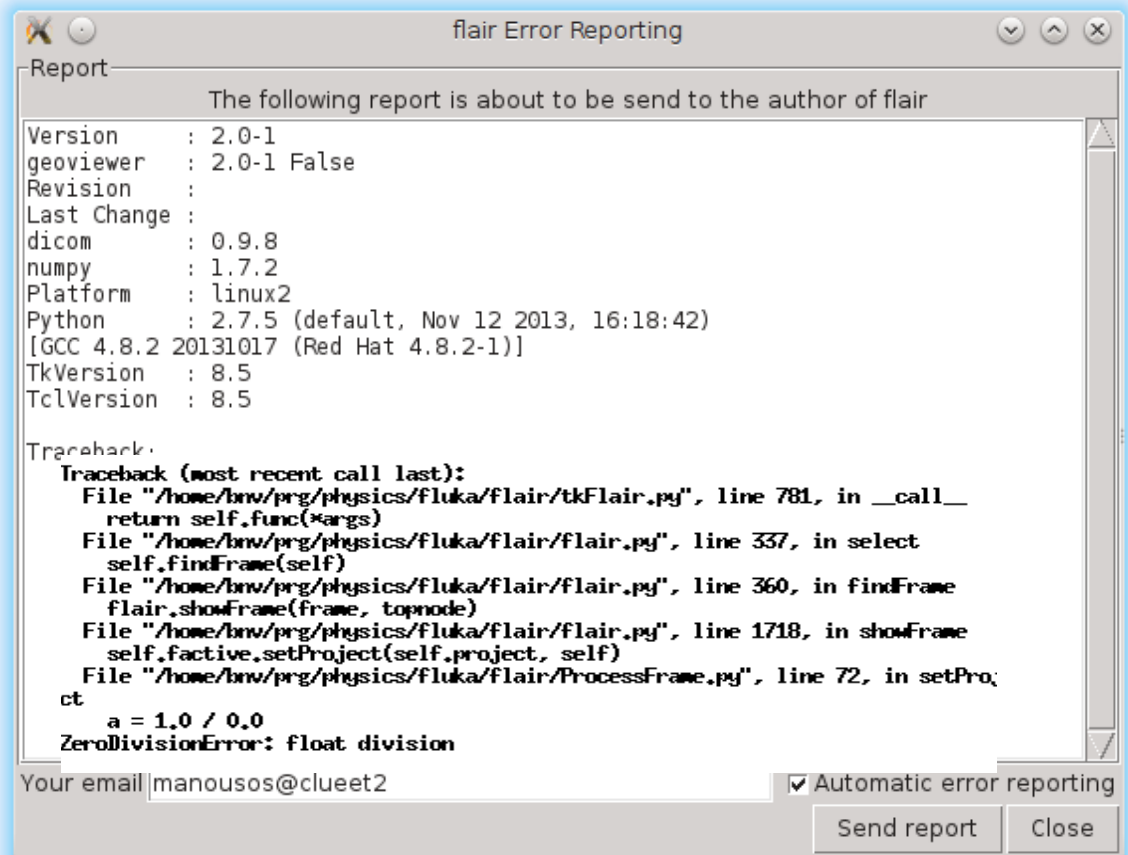 flair Error Reporting
Report
The following report is about to be send to the author of flair
Version : 2.0-1
geoviewer : 2.0-1 False
Revision :
Last Change :
dicom : 0.9.8
numpy : 1.7.2
Platform : linux2
Python : 2.7.5 (default, Nov 12 2013, 16:18:42)
[GCC 4.8.2 20131017 (Red Hat 4.8.2-1)]
TkVersion : 8.5
TclVersion : 8.5
Traceback:
Traceback (most recent call last):
File "/home/bnv/prg/physics/fluka/flair/tkFlair.py", line 781, in __call__
return self.func(*args)
File "/home/bnv/prg/physics/fluka/flair/flair.py", line 337, in select
self.findFrame(self)
File "/home/bnv/prg/physics/fluka/flair/flair.py", line 360, in findFrame
flair.showFrame(frame, topnode)
File "/home/bnv/prg/physics/fluka/flair/flair.py", line 1718, in showFrame
self.factive.setProject(self.project, self)
File "/home/bnv/prg/physics/fluka/flair/ProcessFrame.py", line 72, in setProj
ct
a = 1.0 / 0.0
ZeroDivisionError: float division
Your email manousos@clueet2
Automatic error reporting
Send report
Close